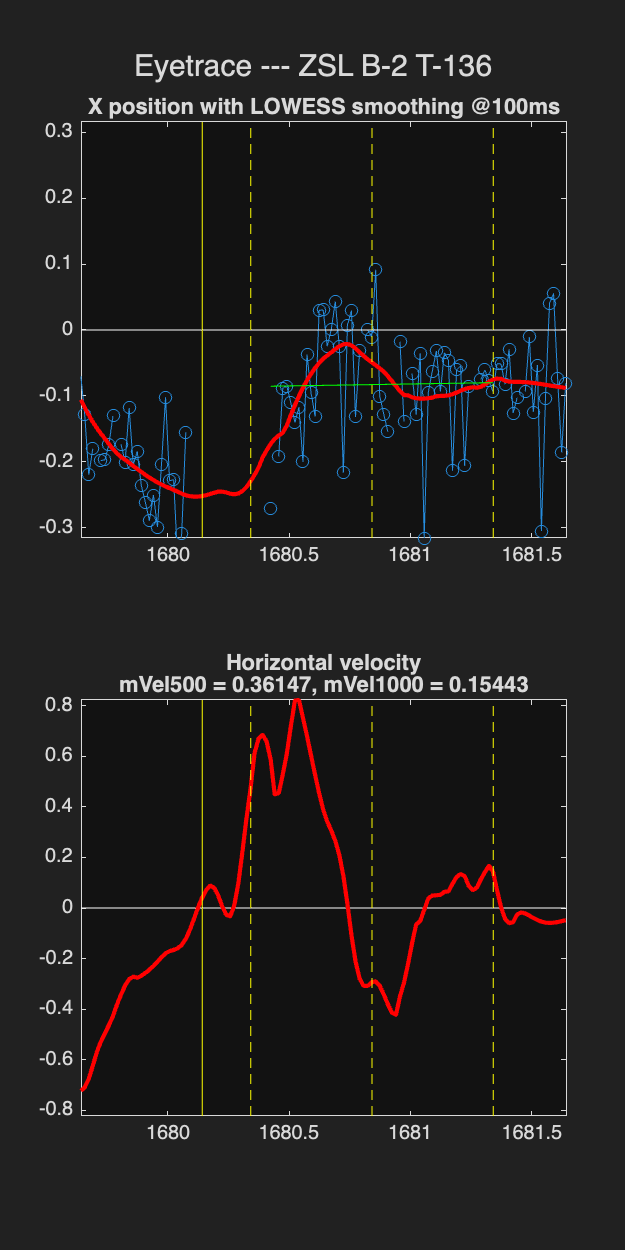 Eyetrace --- ZSL B-2 T-136
X position with LOWESS smoothing @100ms
0.3
0.2
0.1
0
-0.1
-0.2
-0.3
1680 1680.5 1681 1681.5
Horizontal velocity
mVel500 = 0.36147, mVel1000 = 0.15443
0.8
0.6
0.4
0.2
0
-0.2
-0.4
-0.6
-0.8
1680 1680.5 1681 1681.5